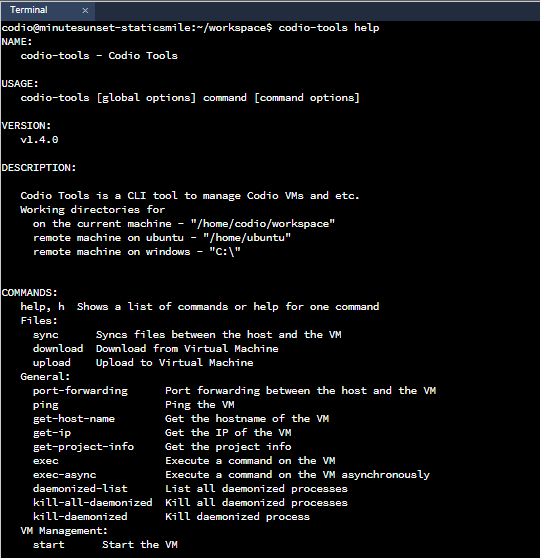 Terminal ×
codio@minutesunset-staticsmile:~/workspace$ codio-tools help
NAME:
   codio-tools - Codio Tools
USAGE:
   codio-tools [global options] command [command options]
VERSION:
   v1.4.0
DESCRIPTION:
   Codio Tools is a CLI tool to manage Codio VMs and etc.
   Working directories for
     on the current machine - "/home/codio/workspace"
     remote machine on ubuntu - "/home/ubuntu"
     remote machine on windows - "C:\"
COMMANDS:
   help, h  Shows a list of commands or help for one command
   Files:
     sync      Syncs files between the host and the VM
     download  Download from Virtual Machine
     upload    Upload to Virtual Machine
   General:
     port-forwarding      Port forwarding between the host and the VM
     ping                 Ping the VM
     get-host-name        Get the hostname of the VM
     get-ip               Get the IP of the VM
     get-project-info     Get the project info
     exec                 Execute a command on the VM
     exec-async           Execute a command on the VM asynchronously
     daemonized-list      List all daemonized processes
     kill-all-daemonized  Kill all daemonized processes
     kill-daemonized      Kill daemonized process
   VM Management:
     start      Start the VM